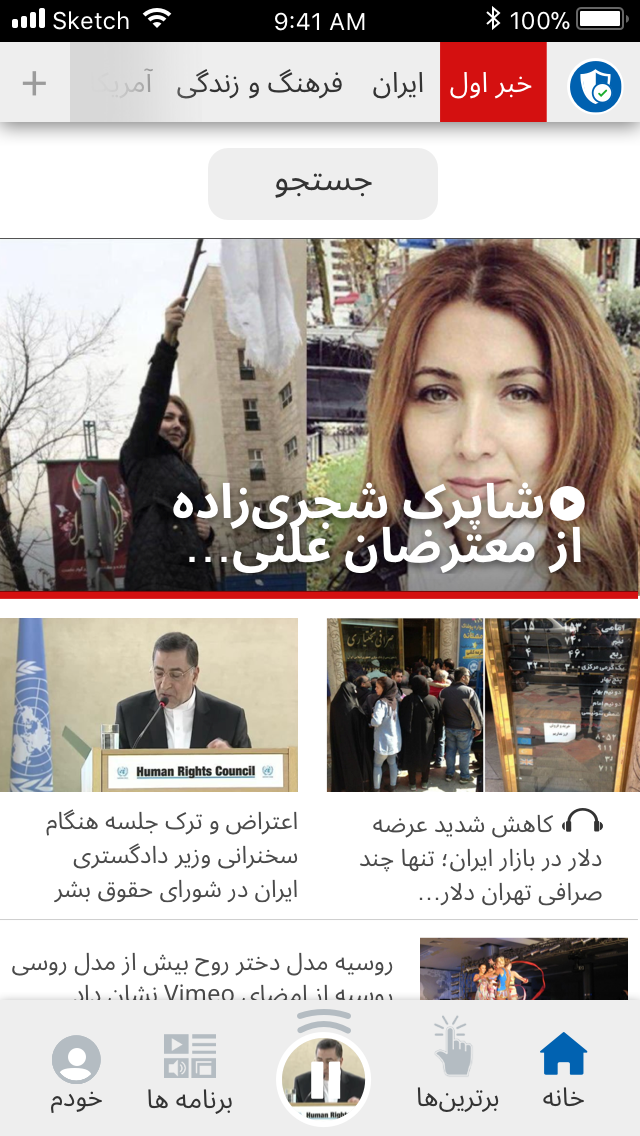 Sketch
9:41 AM
100%
خبر اول
ایران
فرهنگ و زندگی
آمریکا
+
جستجو
شاپرک شجری‌زاده
از معترضان علنی...
کاهش شدید عرضه
دلار در بازار ایران؛ تنها چند
صرافی تهران دلار...
Human Rights Council
اعتراض و ترک جلسه هنگام
سخنرانی وزیر دادگستری
ایران در شورای حقوق بشر
روسیه مدل دختر روح بیش از مدل روسی
روسیه از امضای Vimeo نشان داد
خانه
برترین‌ها
برنامه ها
خودم